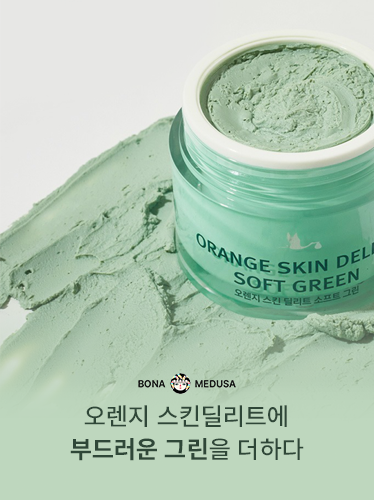 ORANGE SKIN DEL
SOFT GREEN
오렌지 스킨 딜리트 소프트 그린
BONA MEDUSA
오렌지 스킨딜리트에
부드러운 그린을 더하다